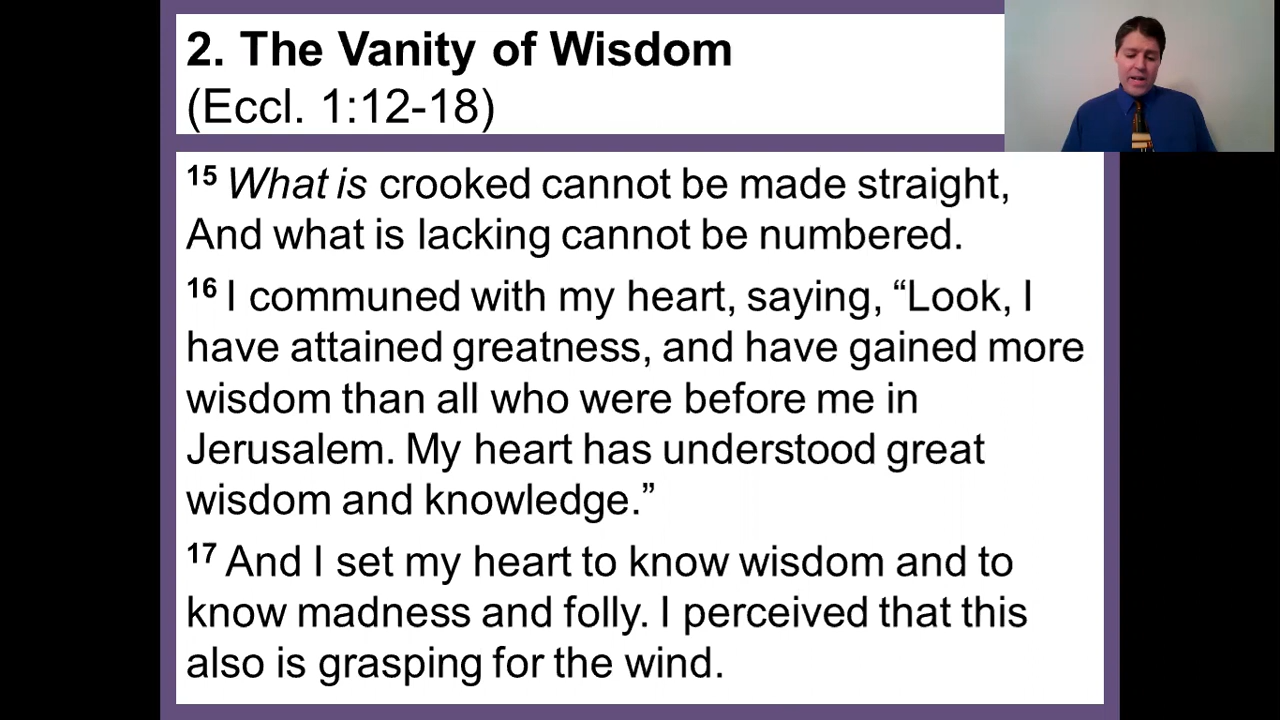 2. The Vanity of Wisdom
(Eccl. 1:12-18)
15 What is crooked cannot be made straight,
And what is lacking cannot be numbered.
16 I communed with my heart, saying, “Look, I
have attained greatness, and have gained more
wisdom than all who were before me in
Jerusalem. My heart has understood great
wisdom and knowledge.”
17 And I set my heart to know wisdom and to
know madness and folly. I perceived that this
also is grasping for the wind.